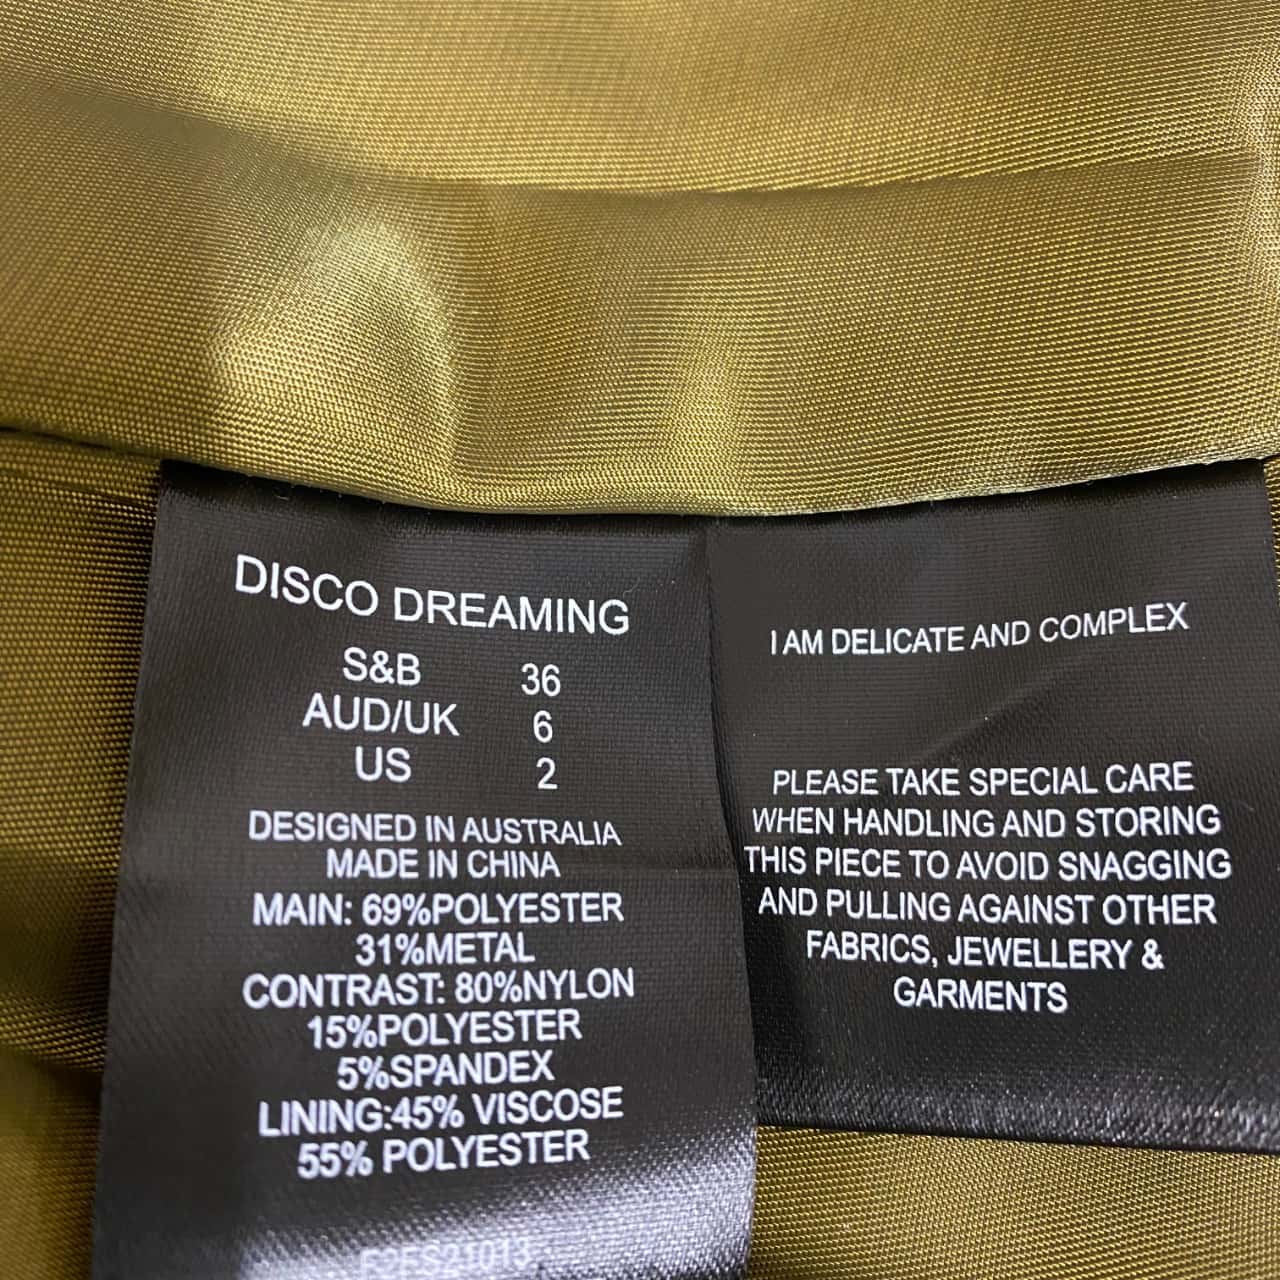 DISCO DREAMING
S&B 36
AUD/UK 6
US 2
DESIGNED IN AUSTRALIA
MADE IN CHINA
MAIN: 69%POLYESTER
31%METAL
CONTRAST: 80%NYLON
15%POLYESTER
5%SPANDEX
LINING:45% VISCOSE
55% POLYESTER
I AM DELICATE AND COMPLEX
PLEASE TAKE SPECIAL CARE
WHEN HANDLING AND STORING
THIS PIECE TO AVOID SNAGGING
AND PULLING AGAINST OTHER
FABRICS, JEWELLERY &
GARMENTS